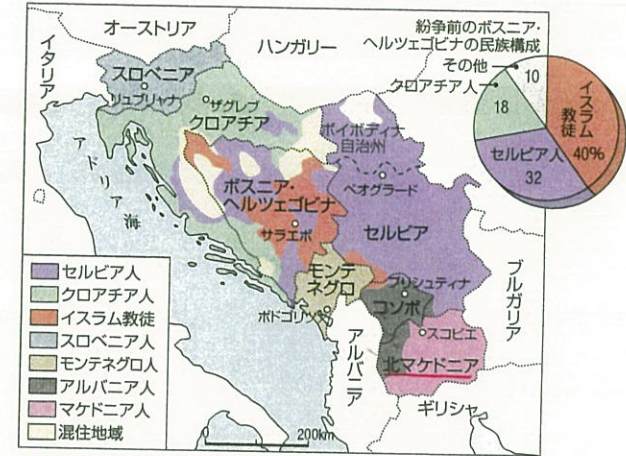 オーストリア
ハンガリー
イタリア
スロベニア
リュブリャナ
ザグレブ
クロアチア
ボイボディナ
自治州
ベオグラード
アドリア海
ボスニア・
ヘルツェゴビナ
サラエボ
セルビア
モンテ
ネグロ
ポドゴリツァ
プリシュティナ
コソボ
スコピエ
北マケドニア
アルバニア
ブルガリア
ギリシャ
紛争前のボスニア・
ヘルツェゴビナの民族構成
その他
10
クロアチア人
18
イスラム
教徒
40%
セルビア人
32
セルビア人
クロアチア人
イスラム教徒
スロベニア人
モンテネグロ人
アルバニア人
マケドニア人
混住地域
0 200km